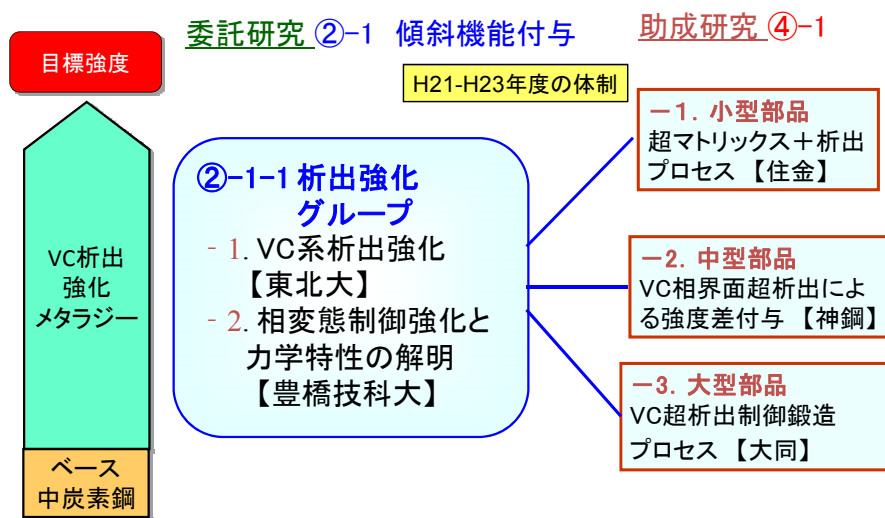 委託研究 ②-1 傾斜機能付与
助成研究 ④-1
目標強度
H21-H23年度の体制
VC析出
強化
メタラジー
ベース
中炭素鋼
②-1-1 析出強化
グループ
- 1. VC系析出強化
【東北大】
- 2. 相変態制御強化と
力学特性の解明
【豊橋技科大】
－1. 小型部品
超マトリックス＋析出
プロセス 【住金】
－2. 中型部品
VC相界面超析出によ
る強度差付与 【神鋼】
－3. 大型部品
VC超析出制御鍛造
プロセス 【大同】